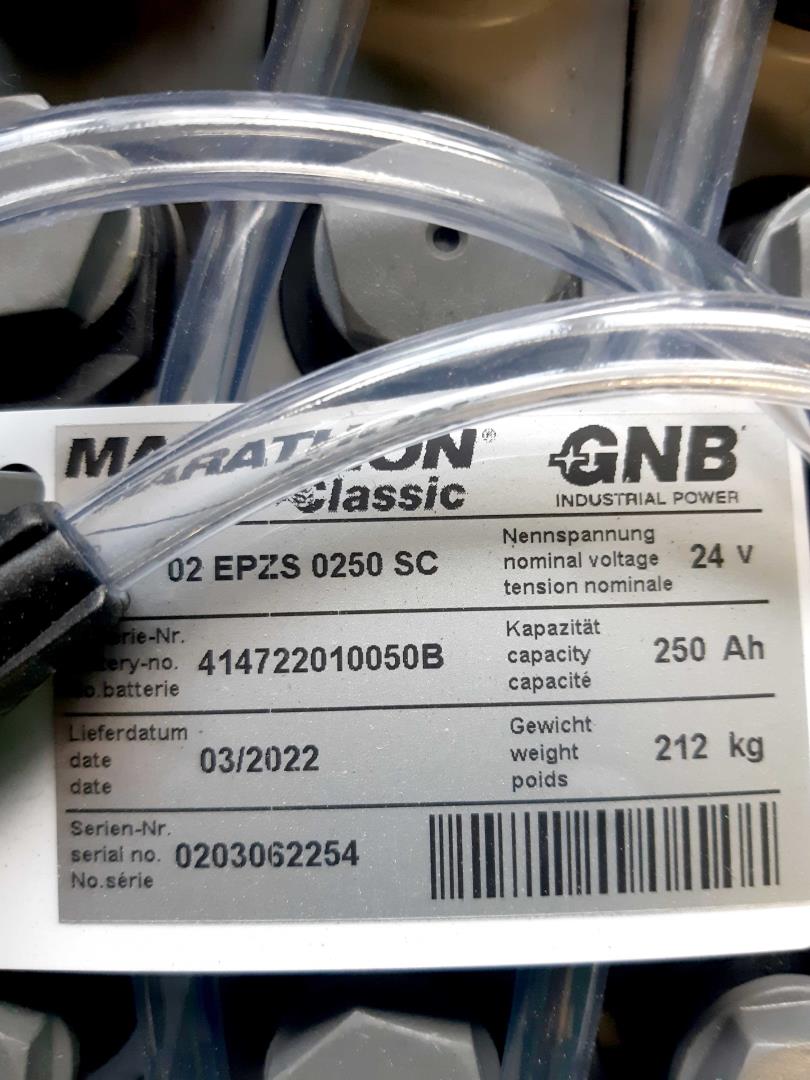 MARATHON®
Classic
GNB
INDUSTRIAL POWER
02 EPZS 0250 SC
Nennspannung
nominal voltage
tension nominale
24 V
414722010050B
batterie
Kapazität
capacity
capacité
250 Ah
Lieferdatum
date
date
03/2022
Gewicht
weight
poids
212 kg
Serien-Nr.
serial no.
No.série
0203062254